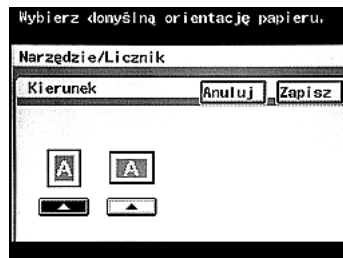 Wybierz domyślną orientację papieru.
Narzędzie/Licznik
Kierunek
Anuluj
Zapisz
A
A